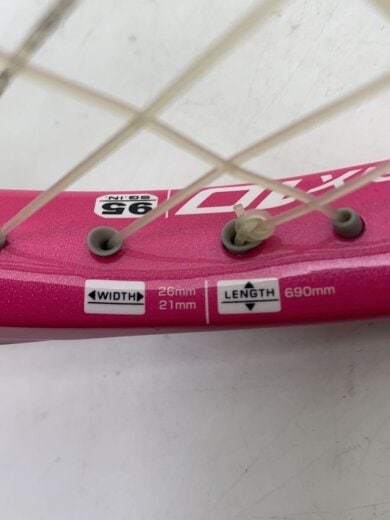 95
SQ.IN.
WIDTH 26mm
21mm
LENGTH 690mm